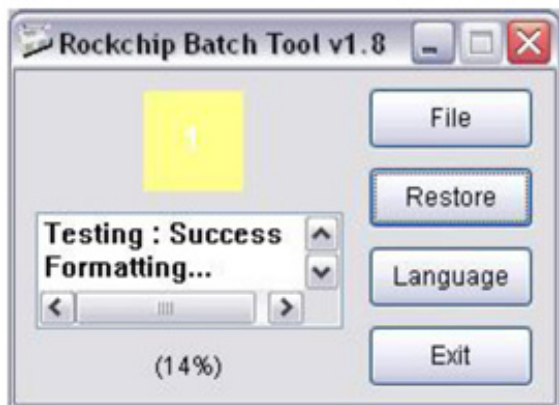 Rockchip Batch Tool v1.8
1
File
Testing : Success
Formatting...
Restore
Language
(14%)
Exit